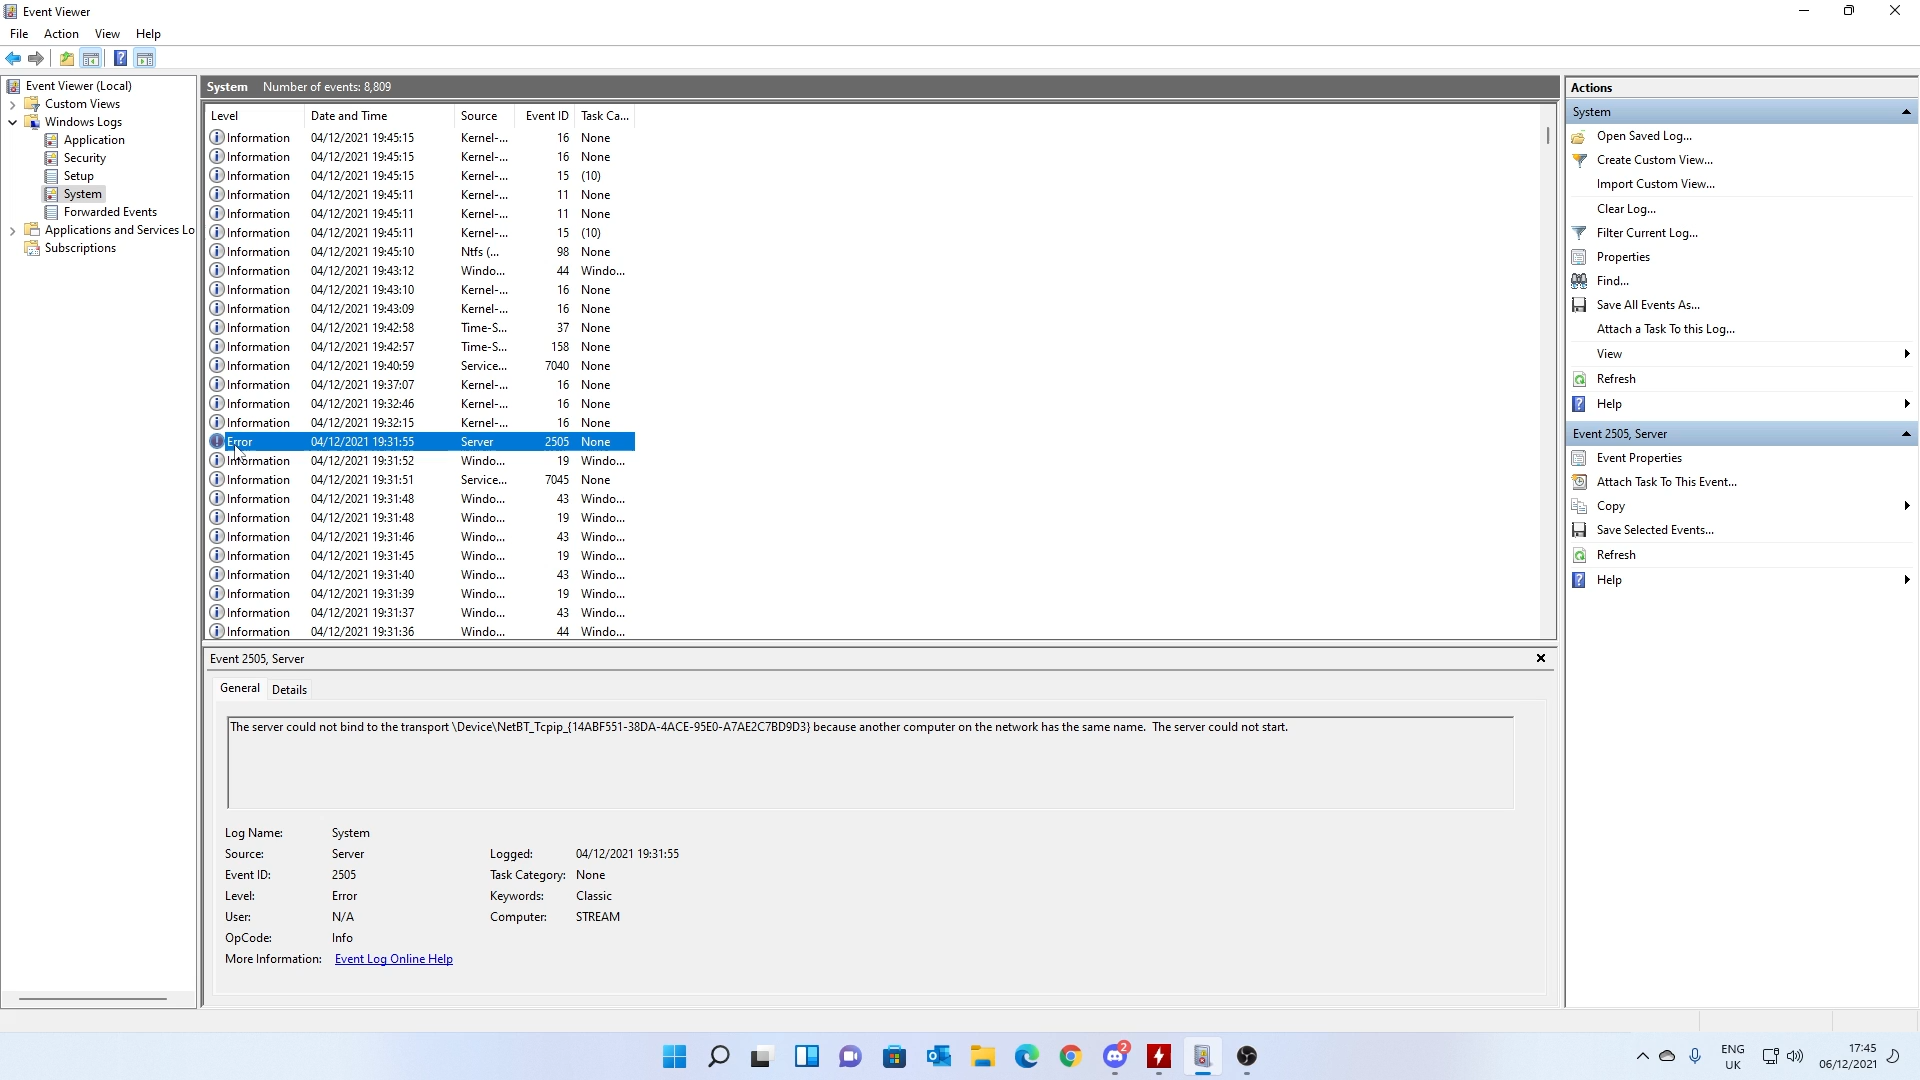 Event Viewer
File Action View Help
Event Viewer (Local)
Custom Views
Windows Logs
Application
Security
Setup
System
Forwarded Events
Applications and Services Lo
Subscriptions
System Number of events: 8,809
Level Date and Time Source Event ID Task Ca...
Information 04/12/2021 19:45:15 Kernel-... 16 None
Information 04/12/2021 19:45:15 Kernel-... 16 None
Information 04/12/2021 19:45:15 Kernel-... 15 (10)
Information 04/12/2021 19:45:11 Kernel-... 11 None
Information 04/12/2021 19:45:11 Kernel-... 11 None
Information 04/12/2021 19:45:11 Kernel-... 15 (10)
Information 04/12/2021 19:45:10 Ntfs (... 98 None
Information 04/12/2021 19:43:12 Windo... 44 Windo...
Information 04/12/2021 19:43:10 Kernel-... 16 None
Information 04/12/2021 19:43:09 Kernel-... 16 None
Information 04/12/2021 19:42:58 Time-S... 37 None
Information 04/12/2021 19:42:57 Time-S... 158 None
Information 04/12/2021 19:40:59 Service... 7040 None
Information 04/12/2021 19:37:07 Kernel-... 16 None
Information 04/12/2021 19:32:46 Kernel-... 16 None
Information 04/12/2021 19:32:15 Kernel-... 16 None
Error 04/12/2021 19:31:55 Server 2505 None
Information 04/12/2021 19:31:52 Windo... 19 Windo...
Information 04/12/2021 19:31:51 Service... 7045 None
Information 04/12/2021 19:31:48 Windo... 43 Windo...
Information 04/12/2021 19:31:48 Windo... 19 Windo...
Information 04/12/2021 19:31:46 Windo... 43 Windo...
Information 04/12/2021 19:31:45 Windo... 19 Windo...
Information 04/12/2021 19:31:40 Windo... 43 Windo...
Information 04/12/2021 19:31:39 Windo... 19 Windo...
Information 04/12/2021 19:31:37 Windo... 43 Windo...
Information 04/12/2021 19:31:36 Windo... 44 Windo...
Event 2505, Server
General Details
The server could not bind to the transport \Device\NetBT_Tcpip_{14ABF551-38DA-4ACE-95E0-A7AE2C7BD9D3} because another computer on the network has the same name.  The server could not start.
Log Name: System
Source: Server Logged: 04/12/2021 19:31:55
Event ID: 2505 Task Category: None
Level: Error Keywords: Classic
User: N/A Computer: STREAM
OpCode: Info
More Information: Event Log Online Help
Actions
System
Open Saved Log...
Create Custom View...
Import Custom View...
Clear Log...
Filter Current Log...
Properties
Find...
Save All Events As...
Attach a Task To this Log...
View
Refresh
Help
Event 2505, Server
Event Properties
Attach Task To This Event...
Copy
Save Selected Events...
Refresh
Help
2
ENG
UK
17:45
06/12/2021